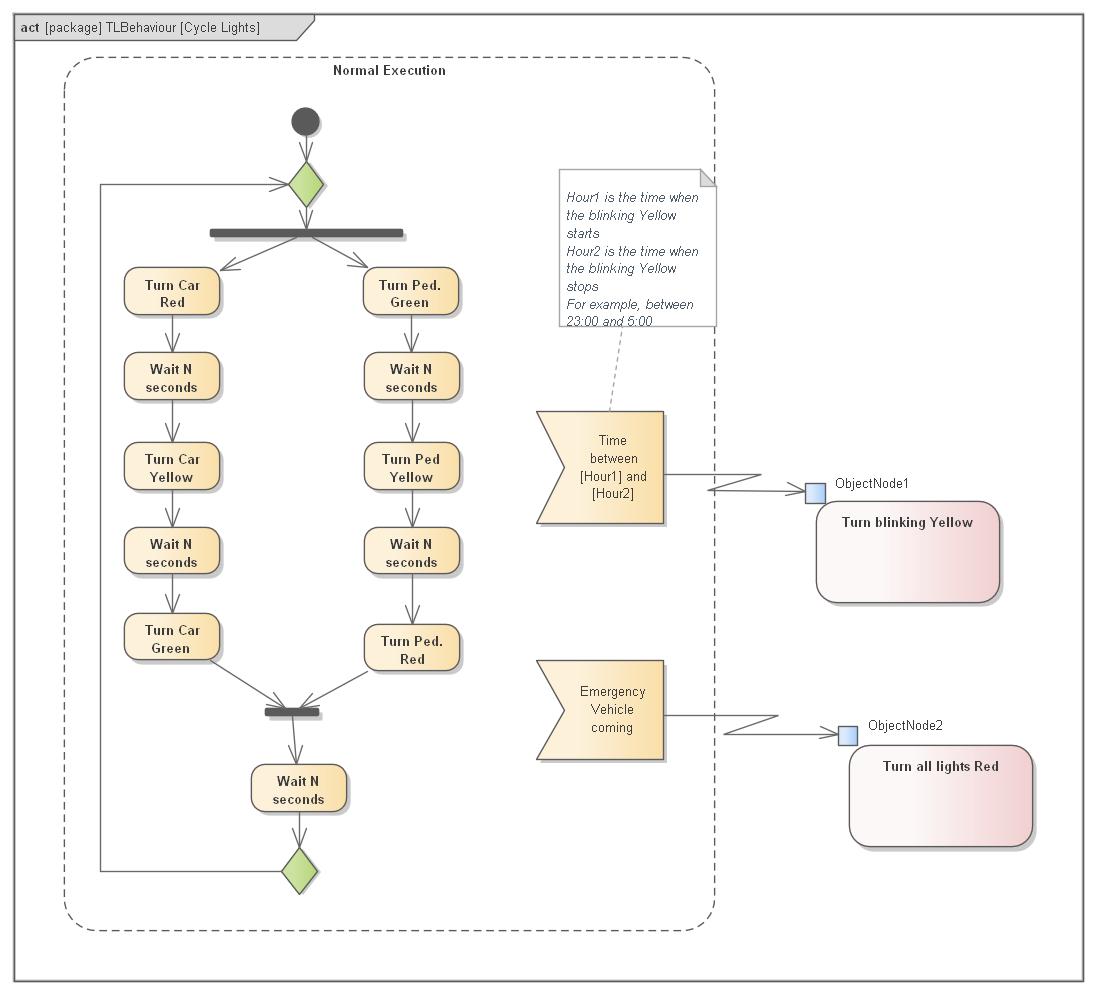 act [package] TLBehaviour [Cycle Lights]
Normal Execution
Hour1 is the time when
the blinking Yellow
starts
Hour2 is the time when
the blinking Yellow
stops
For example, between
23:00 and 5:00
Turn Car
Red
Turn Ped.
Green
Wait N
seconds
Wait N
seconds
Turn Car
Yellow
Turn Ped
Yellow
Time
between
[Hour1] and
[Hour2]
ObjectNode1
Turn blinking Yellow
Wait N
seconds
Wait N
seconds
Turn Car
Green
Turn Ped.
Red
Emergency
Vehicle
coming
ObjectNode2
Turn all lights Red
Wait N
seconds